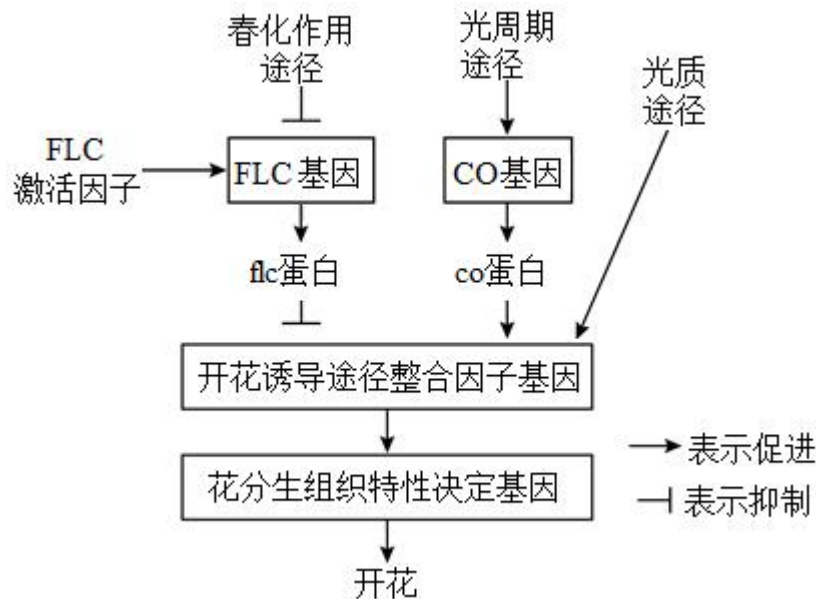 春化作用
途径
光周期
途径
光质
途径
FLC
激活因子
FLC基因
CO基因
flc蛋白
co蛋白
开花诱导途径整合因子基因
花分生组织特性决定基因
表示促进
表示抑制
开花